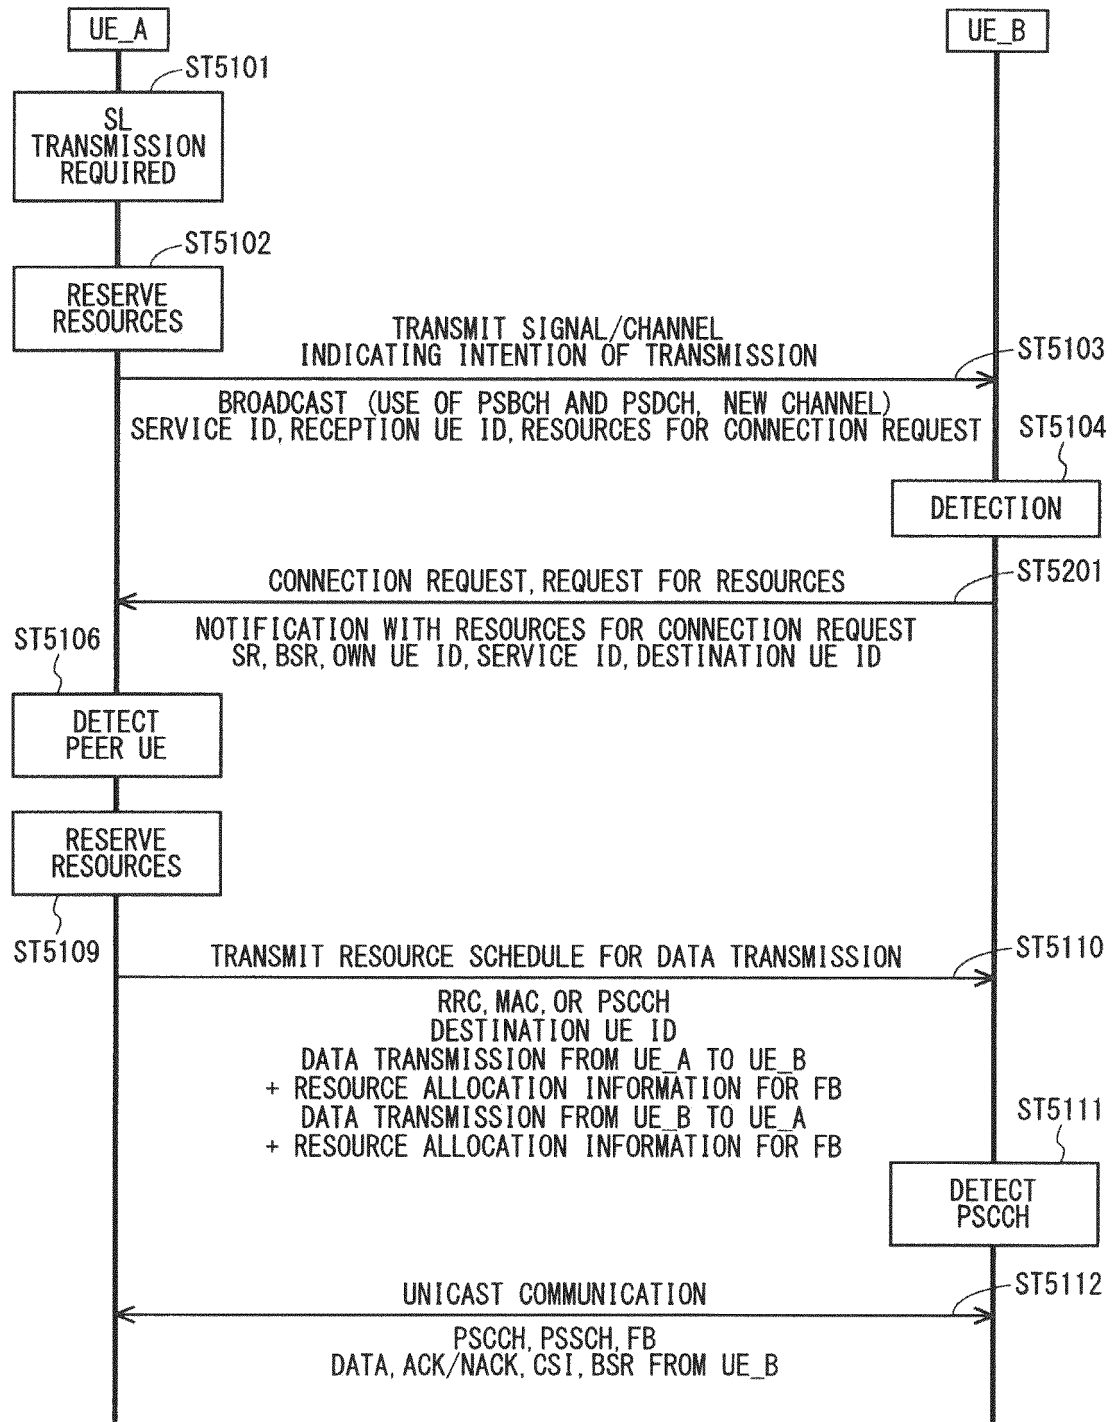 UE_A
UE_B
ST5101
SL
TRANSMISSION
REQUIRED
ST5102
RESERVE
RESOURCES
TRANSMIT SIGNAL/CHANNEL
INDICATING INTENTION OF TRANSMISSION
ST5103
BROADCAST (USE OF PSBCH AND PSDCH, NEW CHANNEL)
SERVICE ID, RECEPTION UE ID, RESOURCES FOR CONNECTION REQUEST
ST5104
DETECTION
CONNECTION REQUEST, REQUEST FOR RESOURCES
ST5201
NOTIFICATION WITH RESOURCES FOR CONNECTION REQUEST
SR, BSR, OWN UE ID, SERVICE ID, DESTINATION UE ID
ST5106
DETECT
PEER UE
RESERVE
RESOURCES
ST5109
TRANSMIT RESOURCE SCHEDULE FOR DATA TRANSMISSION
ST5110
RRC, MAC, OR PSCCH
DESTINATION UE ID
DATA TRANSMISSION FROM UE_A TO UE_B
+ RESOURCE ALLOCATION INFORMATION FOR FB
DATA TRANSMISSION FROM UE_B TO UE_A
+ RESOURCE ALLOCATION INFORMATION FOR FB
ST5111
DETECT
PSCCH
UNICAST COMMUNICATION
ST5112
PSCCH, PSSCH, FB
DATA, ACK/NACK, CSI, BSR FROM UE_B